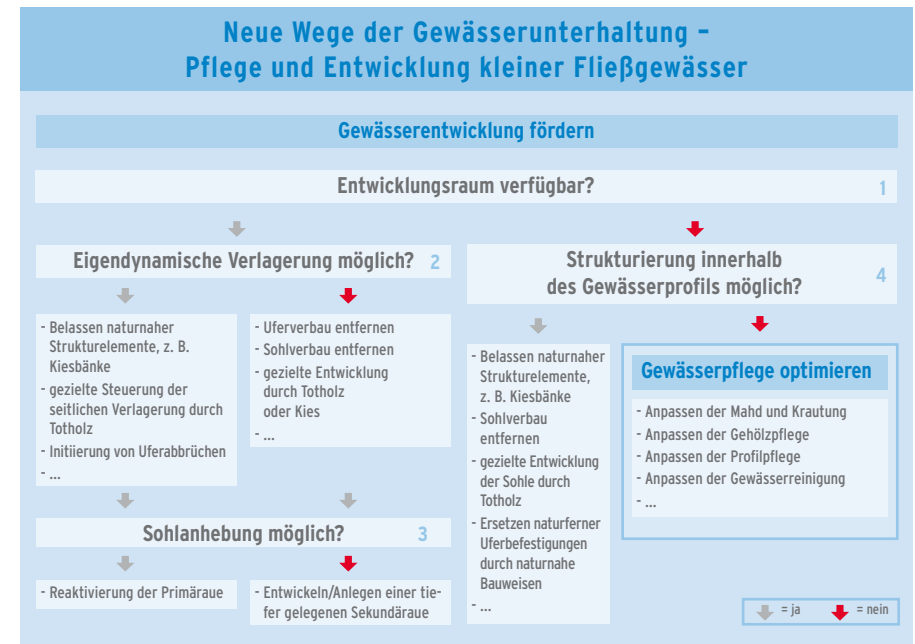 Neue Wege der Gewässerunterhaltung –
Pflege und Entwicklung kleiner Fließgewässer
Gewässerentwicklung fördern
Entwicklungsraum verfügbar? 1
Eigendynamische Verlagerung möglich? 2
- Belassen naturnaher
Strukturelemente, z. B.
Kiesbänke
- gezielte Steuerung der
seitlichen Verlagerung durch
Totholz
- Initiierung von Uferabbrüchen
- ...
- Uferverbau entfernen
- Sohlverbau entfernen
- gezielte Entwicklung
durch Totholz
oder Kies
- ...
Sohlanhebung möglich? 3
- Reaktivierung der Primäraue
- Entwickeln/Anlegen einer tie-
fer gelegenen Sekundäraue
Strukturierung innerhalb
des Gewässerprofils möglich? 4
- Belassen naturnaher
Strukturelemente,
z. B. Kiesbänke
- Sohlverbau
entfernen
- gezielte Entwicklung
der Sohle durch
Totholz
- Ersetzen naturferner
Uferbefestigungen
durch naturnahe
Bauweisen
- ...
Gewässerpflege optimieren
- Anpassen der Mahd und Krautung
- Anpassen der Gehölzpflege
- Anpassen der Profilpflege
- Anpassen der Gewässerreinigung
- ...
= ja = nein